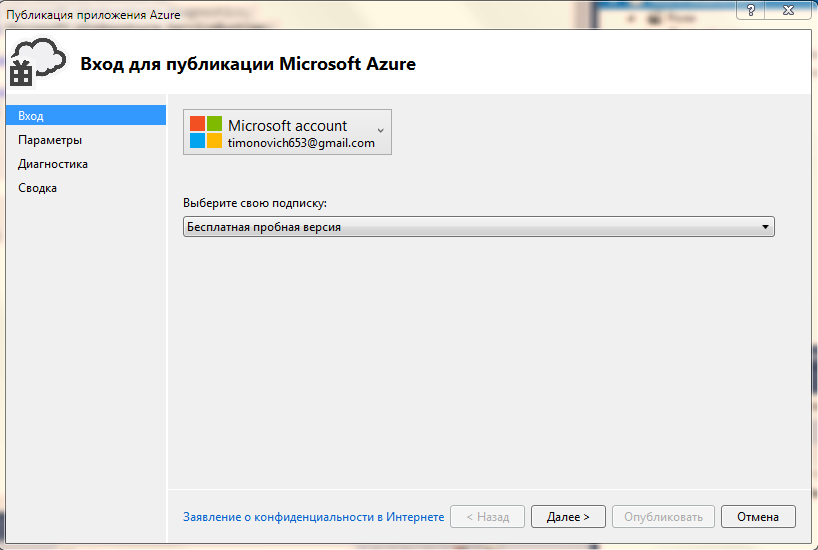 Публикация приложения Azure
?
Вход для публикации Microsoft Azure
Вход
Параметры
Диагностика
Сводка
Microsoft account
timonovich653@gmail.com
Выберите свою подписку:
Бесплатная пробная версия
Заявление о конфиденциальности в Интернете
< Назад
Далее >
Опубликовать
Отмена